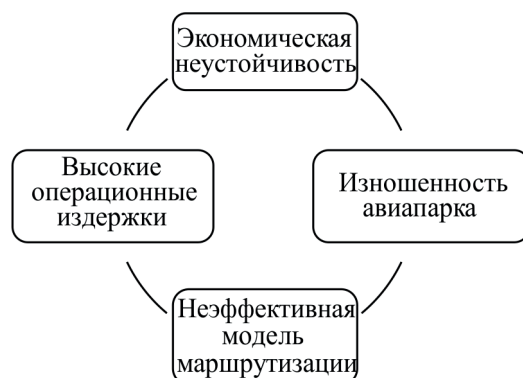 Экономическая
неустойчивость
Высокие
операционные
издержки
Изношенность
авиапарка
Неэффективная
модель
маршрутизации